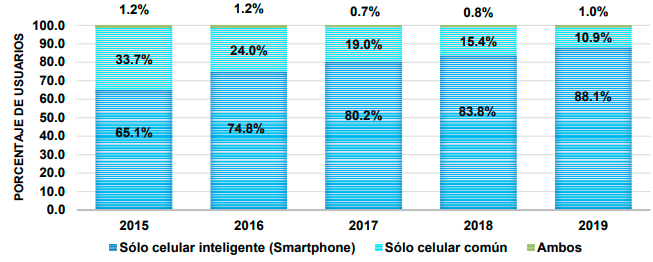 1.2% 1.2% 0.7% 0.8% 1.0%
100.0
90.0
80.0
70.0
60.0
50.0
40.0
30.0
20.0
10.0
0.0
PORCENTAJE DE USUARIOS
33.7% 24.0% 19.0% 15.4% 10.9%
65.1% 74.8% 80.2% 83.8% 88.1%
2015 2016 2017 2018 2019
Sólo celular inteligente (Smartphone) Sólo celular común Ambos